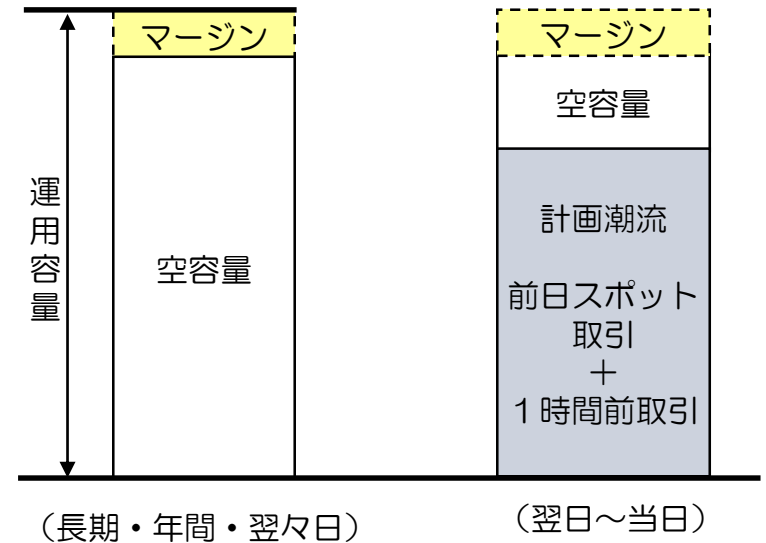 マージン
運用容量
空容量
（長期・年間・翌々日）
マージン
空容量
計画潮流
前日スポット
取引
＋
１時間前取引
（翌日～当日）